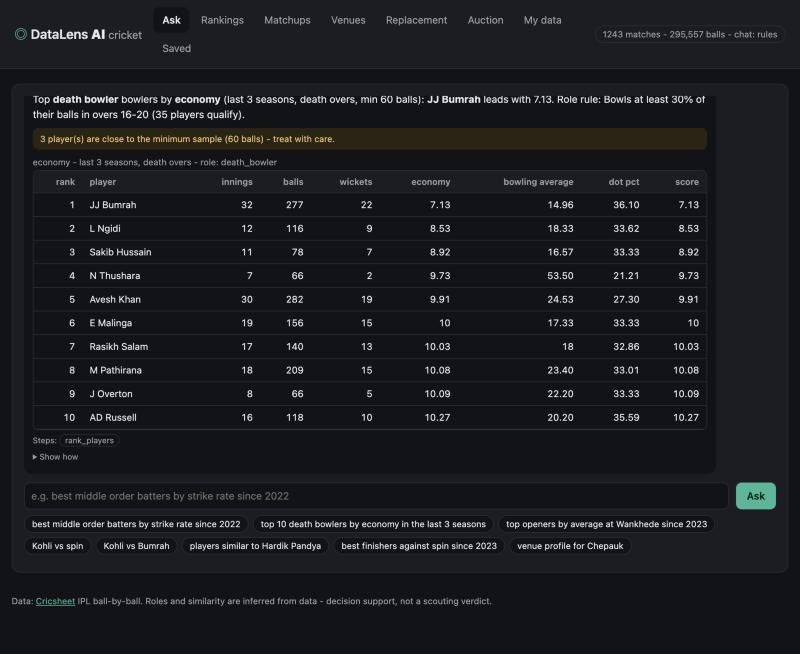 DataLens AI cricket
Ask Rankings Matchups Venues Replacement Auction My data
Saved
1243 matches - 295,557 balls - chat: rules
Top death bowler bowlers by economy (last 3 seasons, death overs, min 60 balls): JJ Bumrah leads with 7.13. Role rule: Bowls at least 30% of
their balls in overs 16-20 (35 players qualify).
3 player(s) are close to the minimum sample (60 balls) - treat with care.
economy - last 3 seasons, death overs - role: death_bowler
rank player innings balls wickets economy bowling average dot pct score
1 JJ Bumrah 32 277 22 7.13 14.96 36.10 7.13
2 L Ngidi 12 116 9 8.53 18.33 33.62 8.53
3 Sakib Hussain 11 78 7 8.92 16.57 33.33 8.92
4 N Thushara 7 66 2 9.73 53.50 21.21 9.73
5 Avesh Khan 30 282 19 9.91 24.53 27.30 9.91
6 E Malinga 19 156 15 10 17.33 33.33 10
7 Rasikh Salam 17 140 13 10.03 18 32.86 10.03
8 M Pathirana 18 209 15 10.08 23.40 33.01 10.08
9 J Overton 8 66 5 10.09 22.20 33.33 10.09
10 AD Russell 16 118 10 10.27 20.20 35.59 10.27
Steps: rank_players
▸ Show how
e.g. best middle order batters by strike rate since 2022
Ask
best middle order batters by strike rate since 2022 top 10 death bowlers by economy in the last 3 seasons top openers by average at Wankhede since 2023
Kohli vs spin Kohli vs Bumrah players similar to Hardik Pandya best finishers against spin since 2023 venue profile for Chepauk
Data: Cricsheet IPL ball-by-ball. Roles and similarity are inferred from data - decision support, not a scouting verdict.